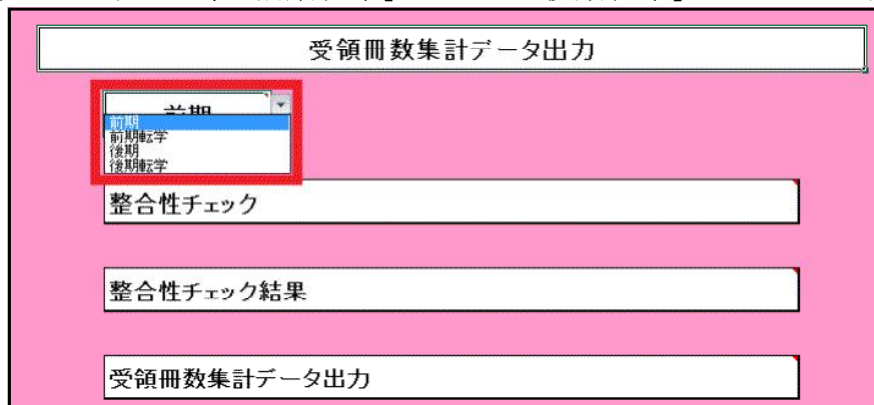 受領冊数集計データ出力
前期
前期
前期転学
後期
後期転学
整合性チェック
整合性チェック結果
受領冊数集計データ出力